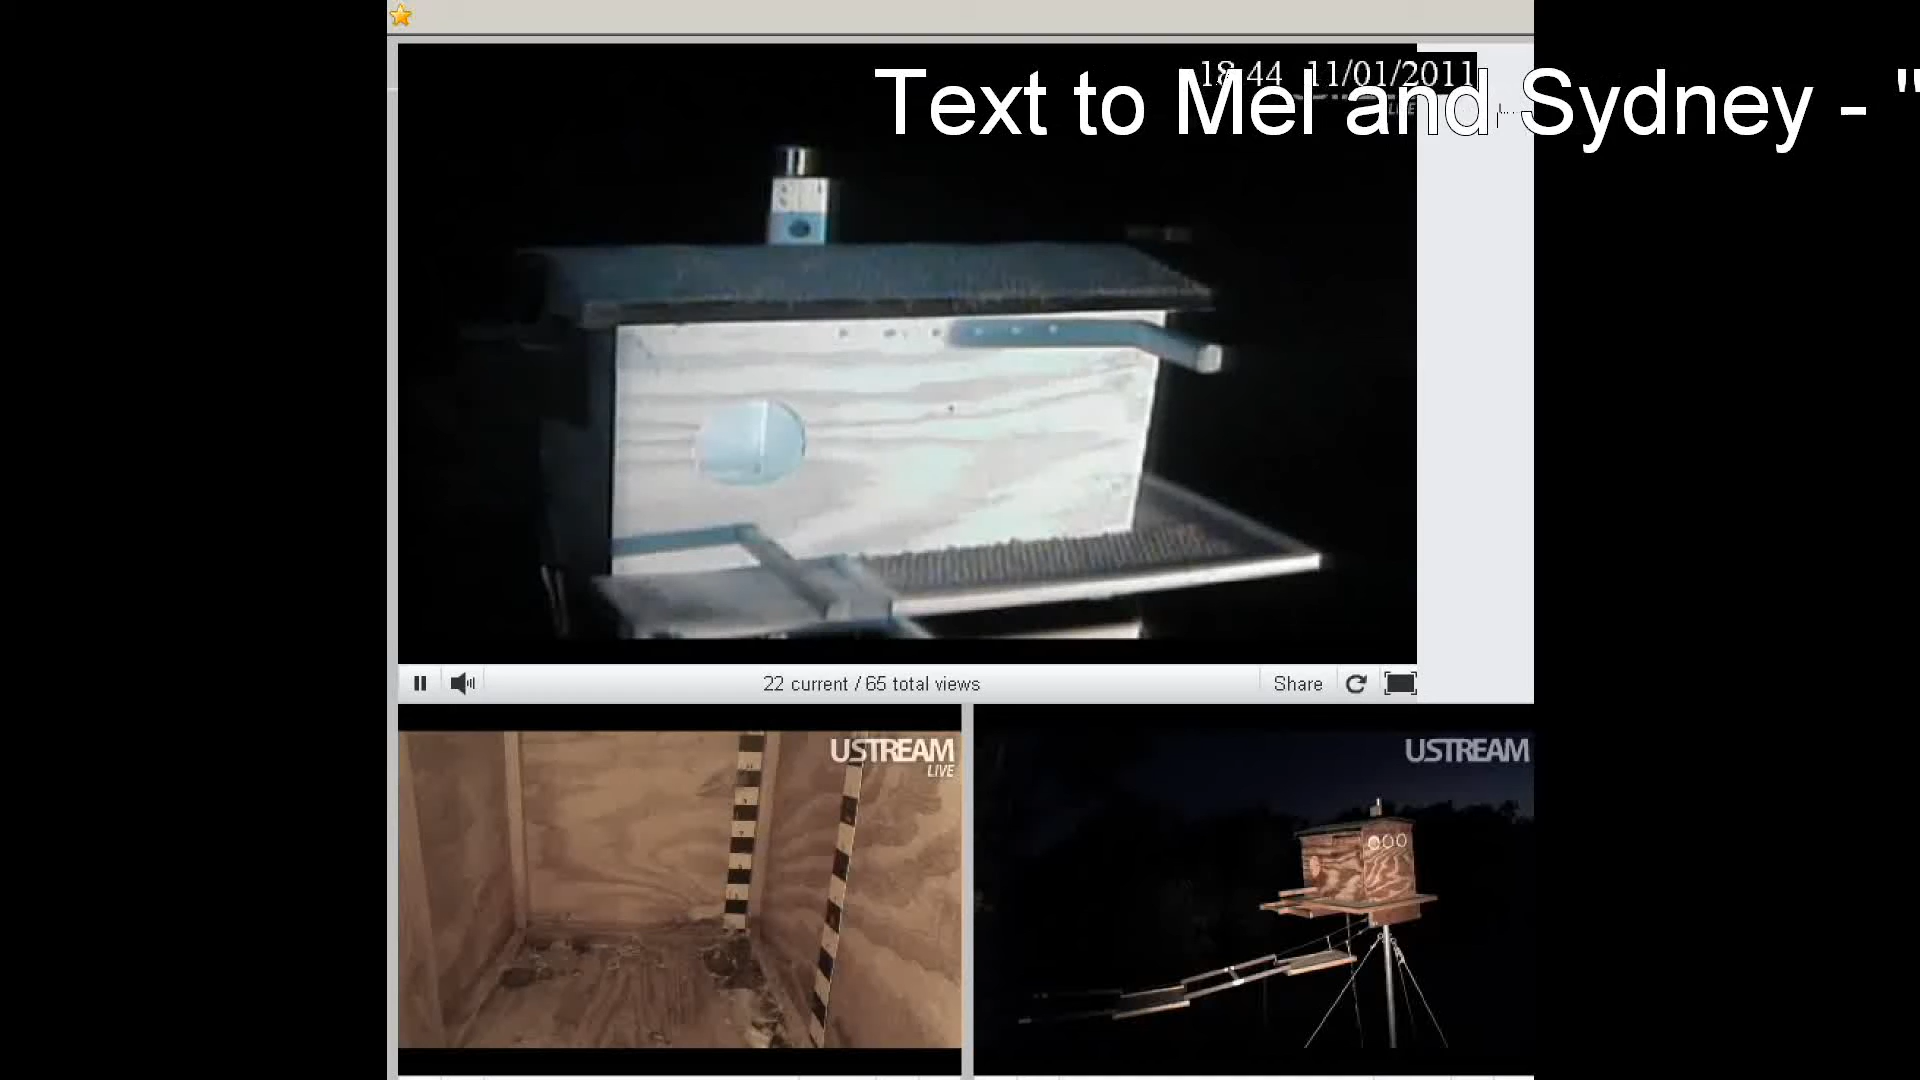 18:44 11/01/2011
Text to Mel and Sydney - "
LIVE
22 current / 65 total views
Share
USTREAM
LIVE
USTREAM